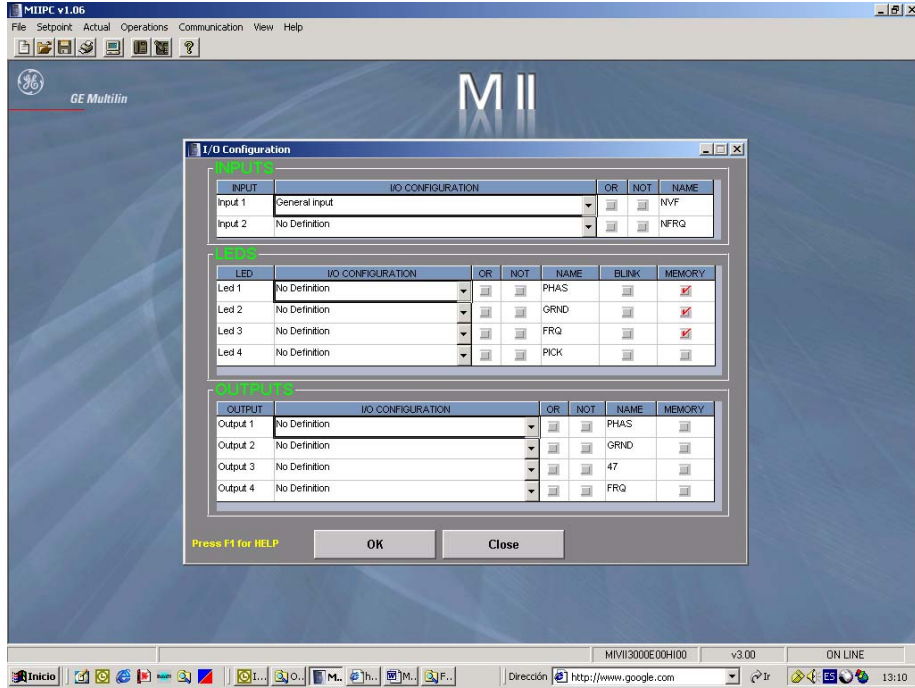 MIIPC v1.06
File Setpoint Actual Operations Communication View Help
GE Multilin
M II
I/O Configuration
INPUTS
INPUT I/O CONFIGURATION OR NOT NAME
Input 1 General input NVF
Input 2 No Definition NFRQ
LEDS
LED I/O CONFIGURATION OR NOT NAME BLINK MEMORY
Led 1 No Definition PHAS
Led 2 No Definition GRND
Led 3 No Definition FRQ
Led 4 No Definition PICK
OUTPUTS
OUTPUT I/O CONFIGURATION OR NOT NAME MEMORY
Output 1 No Definition PHAS
Output 2 No Definition GRND
Output 3 No Definition 47
Output 4 No Definition FRQ
Press F1 for HELP OK Close
MIVII3000E00HI00 v3.00 ON LINE
Inicio I... O... M.. h... M... F... Dirección http://www.google.com Ir ES 13:10